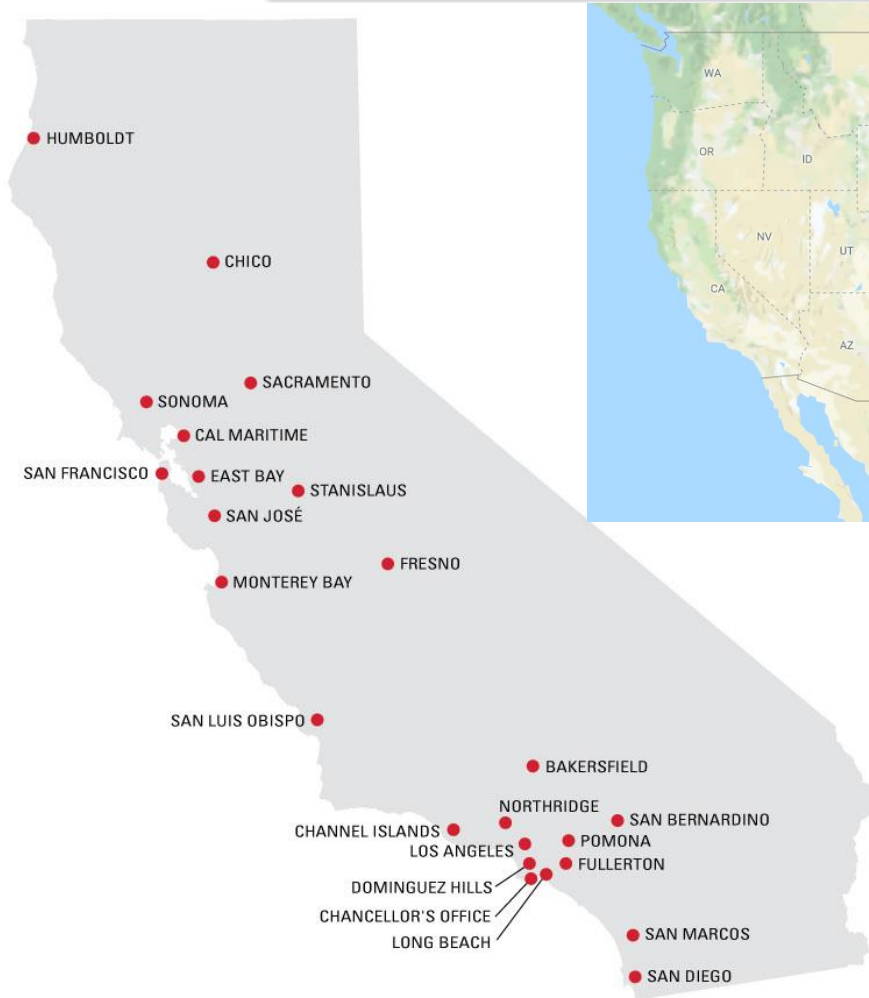 HUMBOLDT
CHICO
SACRAMENTO
SONOMA
CAL MARITIME
SAN FRANCISCO
EAST BAY
STANISLAUS
SAN JOSÉ
FRESNO
MONTEREY BAY
SAN LUIS OBISPO
BAKERSFIELD
NORTHRIDGE
SAN BERNARDINO
CHANNEL ISLANDS
POMONA
LOS ANGELES
FULLERTON
DOMINGUEZ HILLS
CHANCELLOR'S OFFICE
LONG BEACH
SAN MARCOS
SAN DIEGO
WA
OR
ID
NV
UT
CA
AZ